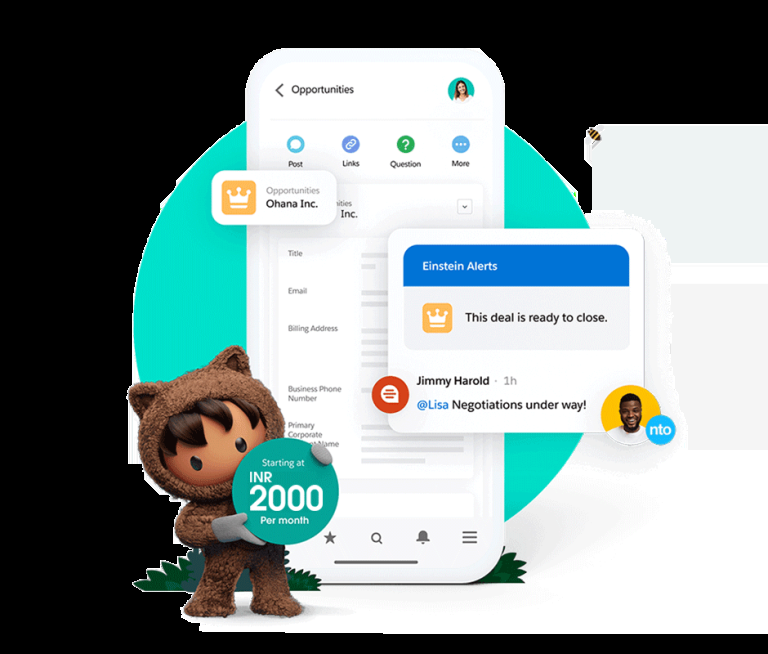 Opportunities
Post
Links
Question
More
Opportunities
Ohana Inc.
ities
Inc.
Title
Email
Billing Address
Business Phone
Number
Primary
Corporate
t Name
Einstein Alerts
This deal is ready to close.
Jimmy Harold · 1h
@Lisa Negotiations under way!
nto
Starting at
INR
2000
Per month